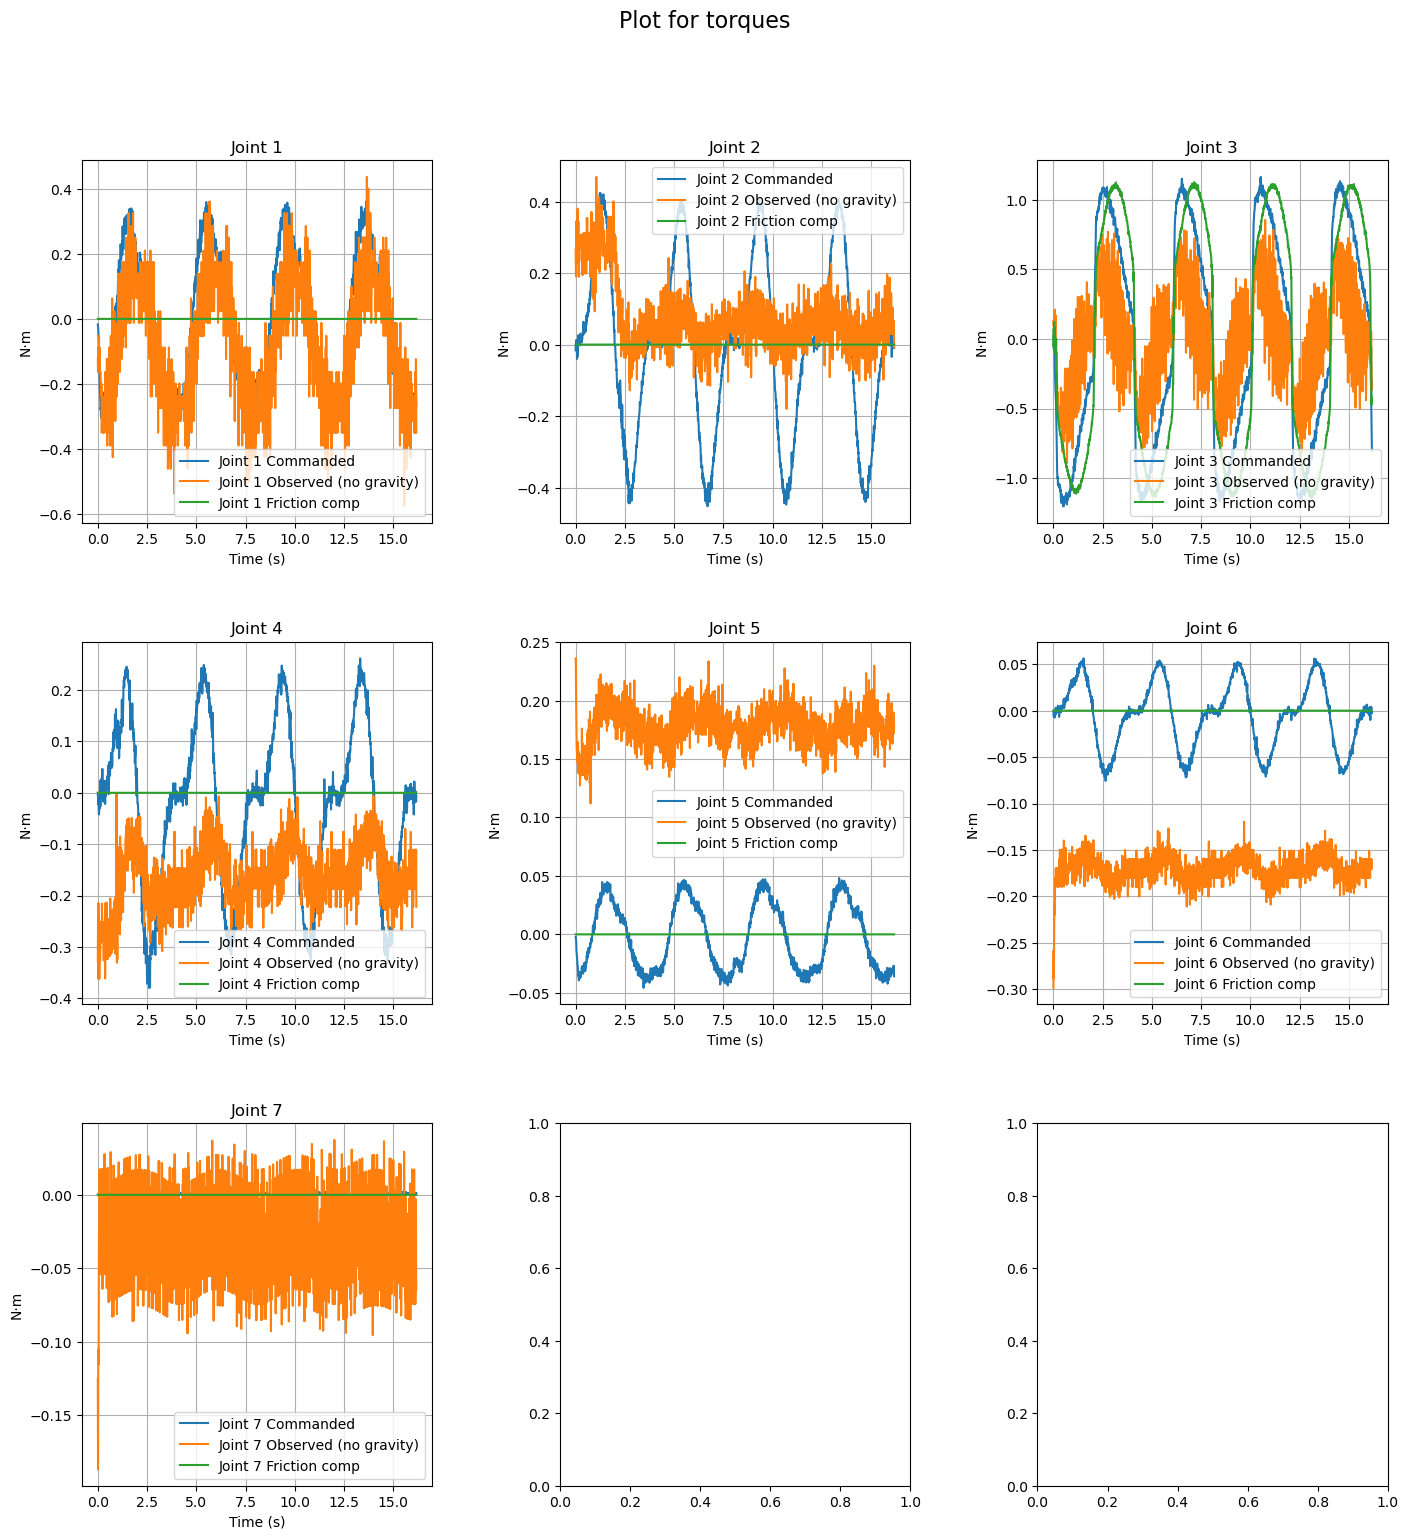 Plot for torques
Joint 1
0.4
0.2
0.0
−0.2
−0.4
−0.6
N·m
Joint 1 Commanded
Joint 1 Observed (no gravity)
Joint 1 Friction comp
0.0 2.5 5.0 7.5 10.0 12.5 15.0
Time (s)
Joint 2
0.4
0.2
0.0
−0.2
−0.4
N·m
Joint 2 Commanded
Joint 2 Observed (no gravity)
Joint 2 Friction comp
0.0 2.5 5.0 7.5 10.0 12.5 15.0
Time (s)
Joint 3
1.0
0.5
0.0
−0.5
−1.0
N·m
Joint 3 Commanded
Joint 3 Observed (no gravity)
Joint 3 Friction comp
0.0 2.5 5.0 7.5 10.0 12.5 15.0
Time (s)
Joint 4
0.2
0.1
0.0
−0.1
−0.2
−0.3
−0.4
N·m
Joint 4 Commanded
Joint 4 Observed (no gravity)
Joint 4 Friction comp
0.0 2.5 5.0 7.5 10.0 12.5 15.0
Time (s)
Joint 5
0.25
0.20
0.15
0.10
0.05
0.00
−0.05
N·m
Joint 5 Commanded
Joint 5 Observed (no gravity)
Joint 5 Friction comp
0.0 2.5 5.0 7.5 10.0 12.5 15.0
Time (s)
Joint 6
0.05
0.00
−0.05
−0.10
−0.15
−0.20
−0.25
−0.30
N·m
Joint 6 Commanded
Joint 6 Observed (no gravity)
Joint 6 Friction comp
0.0 2.5 5.0 7.5 10.0 12.5 15.0
Time (s)
Joint 7
0.00
−0.05
−0.10
−0.15
N·m
Joint 7 Commanded
Joint 7 Observed (no gravity)
Joint 7 Friction comp
0.0 2.5 5.0 7.5 10.0 12.5 15.0
Time (s)
1.0
0.8
0.6
0.4
0.2
0.0
0.0 0.2 0.4 0.6 0.8 1.0
1.0
0.8
0.6
0.4
0.2
0.0
0.0 0.2 0.4 0.6 0.8 1.0